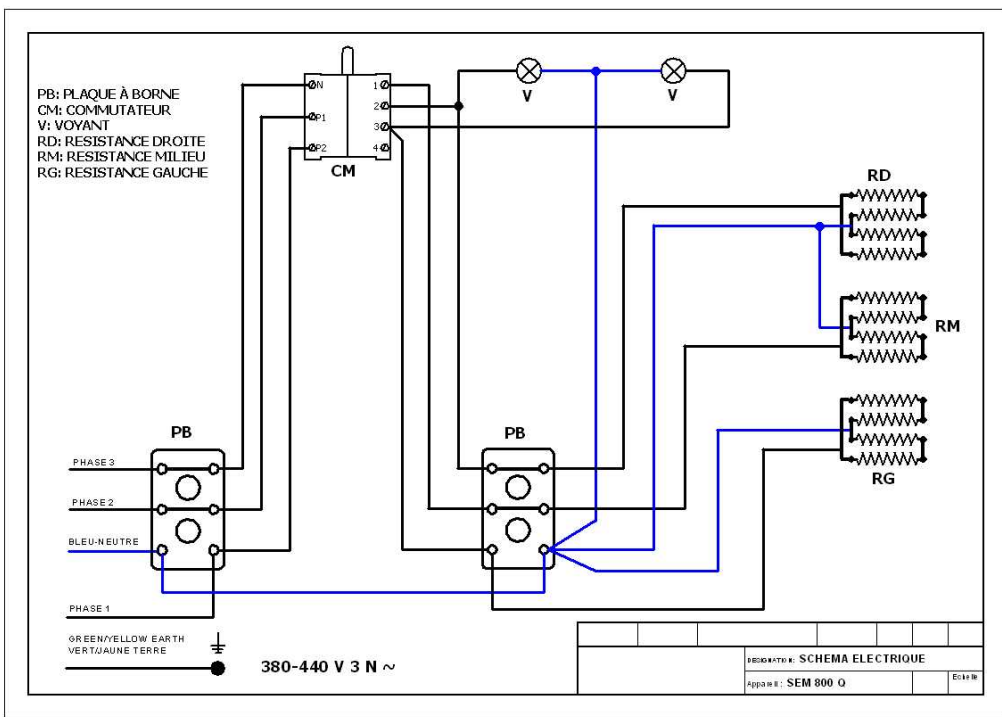 PB: PLAQUE À BORNE
CM: COMMUTATEUR
V: VOYANT
RD: RESISTANCE DROITE
RM: RESISTANCE MILIEU
RG: RESISTANCE GAUCHE
N
P1
P2
1
2
3
4
CM
V
V
RD
RM
RG
PB
PB
PHASE 3
PHASE 2
BLEU-NEUTRE
PHASE 1
GREEN/YELLOW EARTH
VERT/JAUNE TERRE
380-440 V 3 N ~
DESIGNATION: SCHEMA ELECTRIQUE
Appareil: SEM 800 Q
Echelle